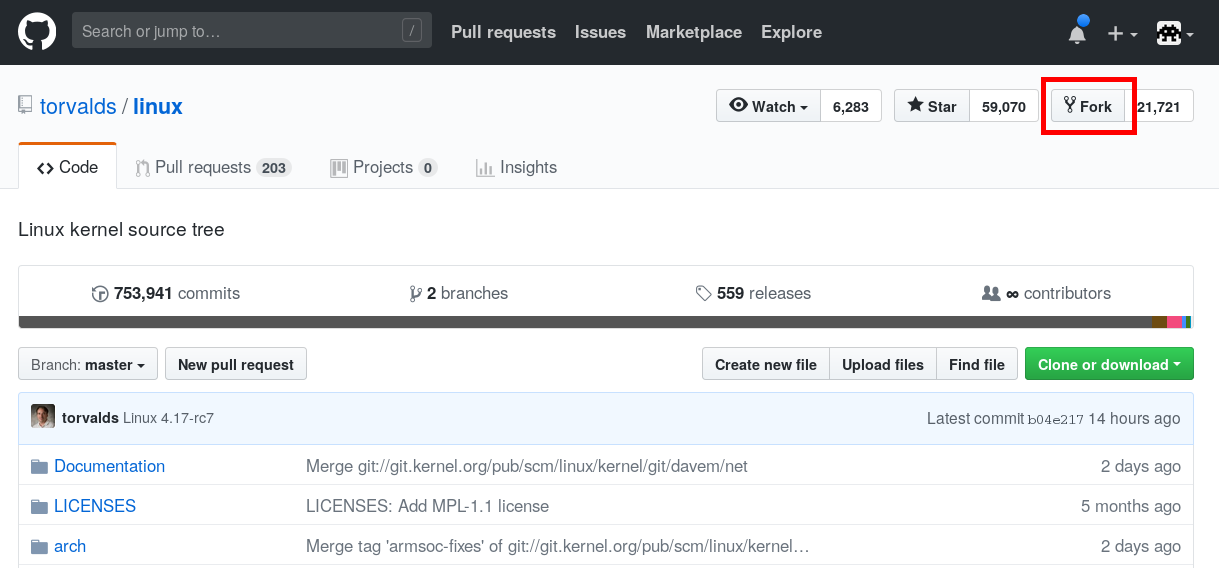 Search or jump to… / Pull requests Issues Marketplace Explore
torvalds / linux Watch 6,283 Star 59,070 Fork 21,721
Code Pull requests 203 Projects 0 Insights
Linux kernel source tree
753,941 commits 2 branches 559 releases ∞ contributors
Branch: master New pull request Create new file Upload files Find file Clone or download
torvalds Linux 4.17-rc7 Latest commit b04e217 14 hours ago
Documentation Merge git://git.kernel.org/pub/scm/linux/kernel/git/davem/net 2 days ago
LICENSES LICENSES: Add MPL-1.1 license 5 months ago
arch Merge tag 'armsoc-fixes' of git://git.kernel.org/pub/scm/linux/kernel… 2 days ago